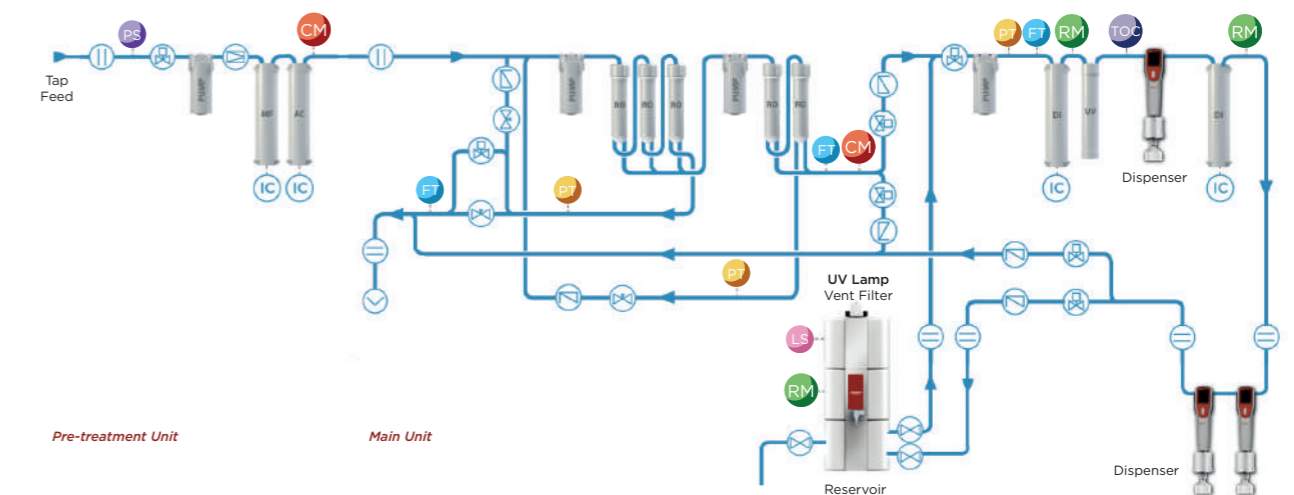 PS
CM
PT
FT
RM
TOC
RM
Tap
Feed
PUMP
MF
AC
PUMP
RO
RO
RO
PUMP
RO
RO
PUMP
DI
UV
DI
IC
IC
FT
CM
IC
IC
Dispenser
FT
PT
PT
UV Lamp
Vent Filter
LS
RM
Pre-treatment Unit
Main Unit
Reservoir
Dispenser